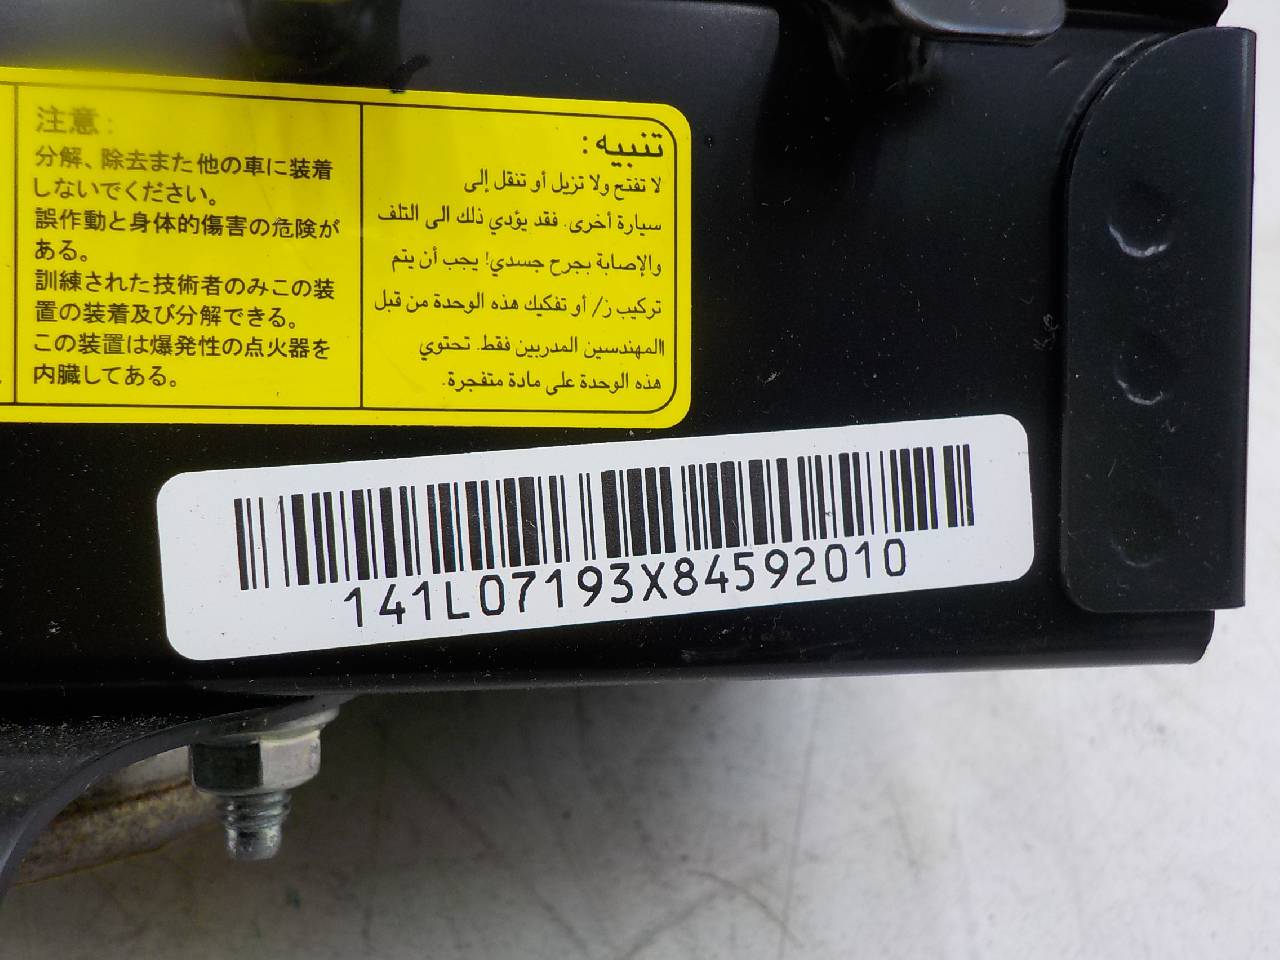 注意:
分解、除去また他の車に装着
しないでください。
誤作動と身体的傷害の危険が
ある。
訓練された技術者のみこの装
置の装着及び分解できる。
この装置は爆発性の点火器を
内臓してある。
تنبيه:
لا تفتح ولا تزيل أو تنقل إلى
سيارة أخرى. فقد يؤدي ذلك الى التلف
والإصابة بجرح جسدي! يجب أن يتم
تركيب ز/ أو تفكيك هذه الوحدة من قبل
المهندسين المدربين فقط. تحتوي
هذه الوحدة على مادة متفجرة.
141L07193X84592010